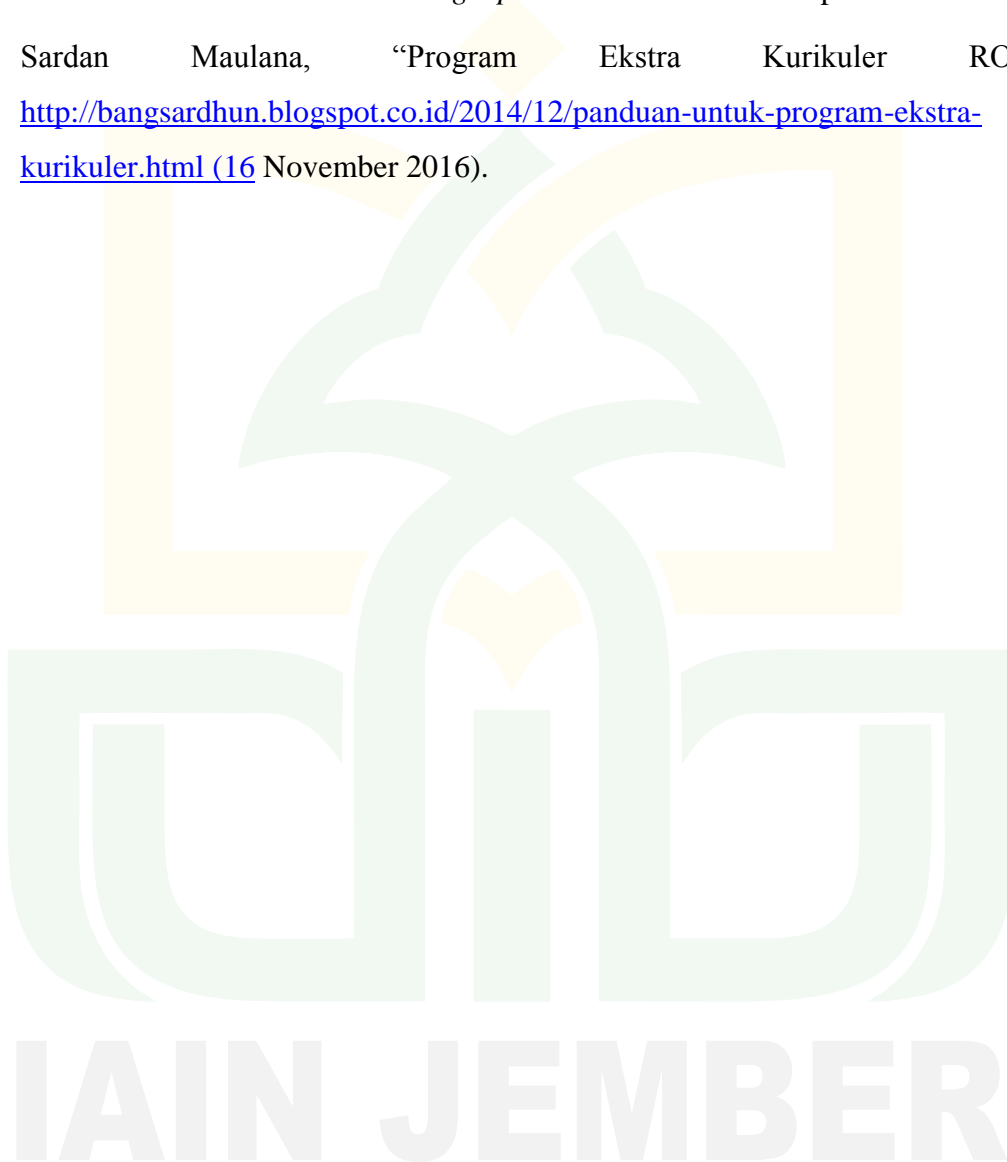 Sardan Maulana, “Program Ekstra Kurikuler
http://bangsardhun.blogspot.co.id/2014/12/panduan-untuk-program-ekstra-
kurikuler.html (16 November 2016).
IAIN JEMBER